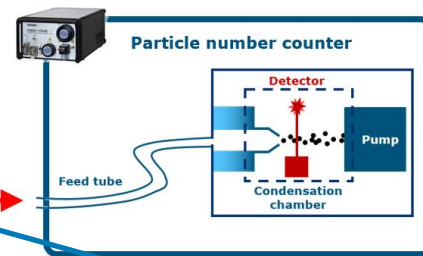 Particle number counter
Detector
Pump
Feed tube
Condensation
chamber